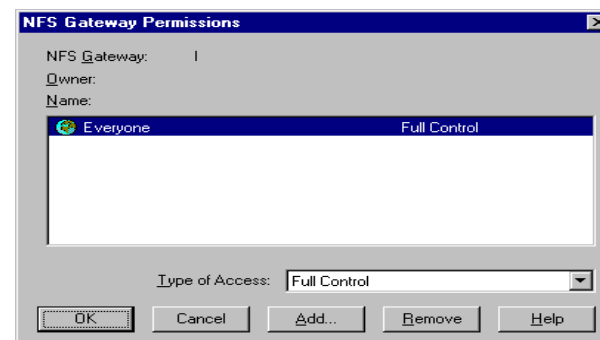 NFS Gateway Permissions
NFS Gateway: I
Owner:
Name:
Everyone Full Control
Type of Access: Full Control
OK Cancel Add... Remove Help